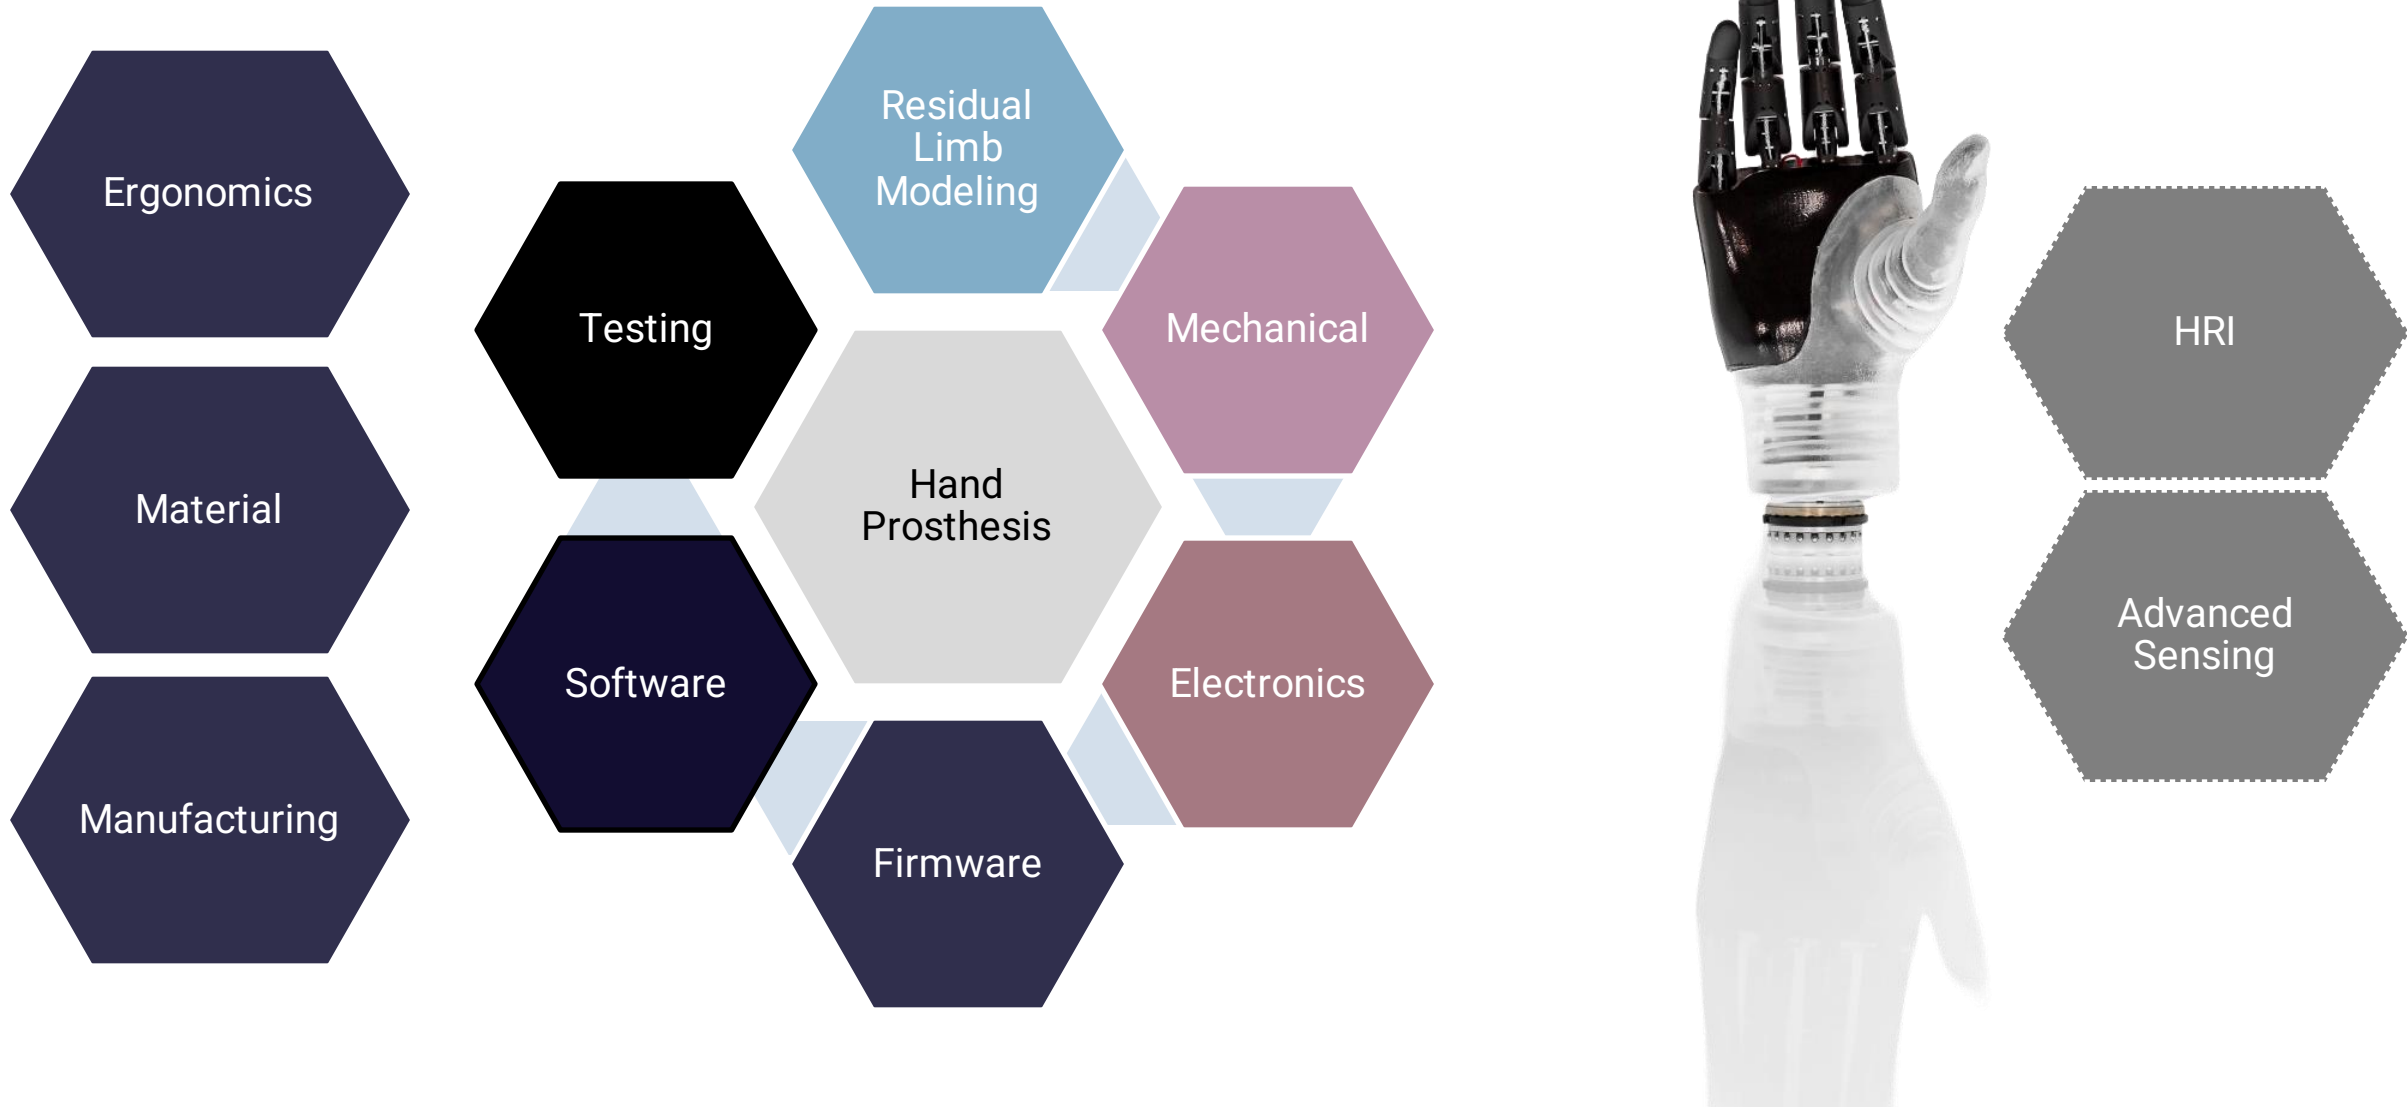 Ergonomics
Material
Manufacturing
Residual
Limb
Modeling
Testing
Mechanical
Hand
Prosthesis
Software
Electronics
Firmware
HRI
Advanced
Sensing